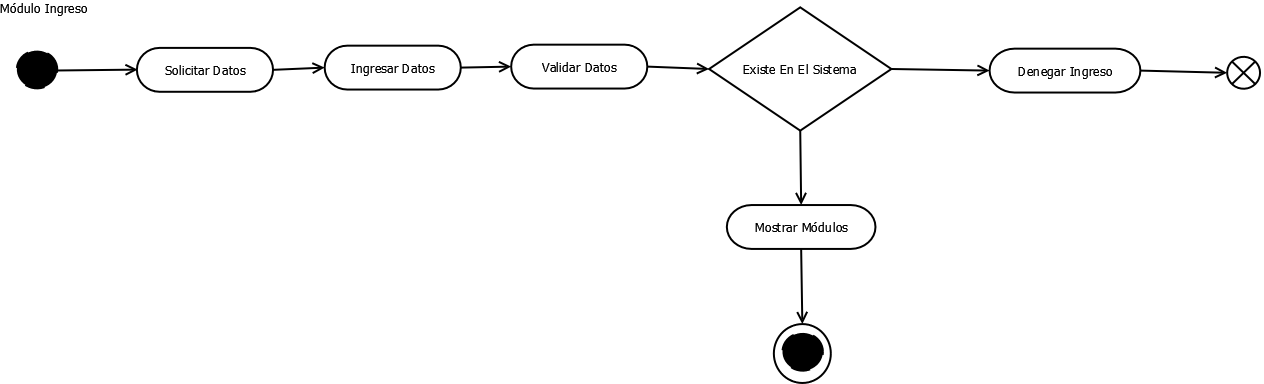 Módulo Ingreso
Solicitar Datos
Ingresar Datos
Validar Datos
Existe En El Sistema
Denegar Ingreso
Mostrar Módulos